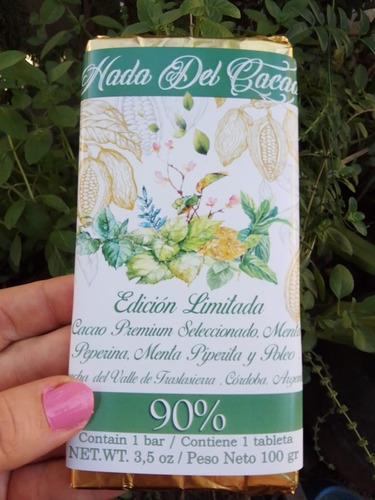 Nada Del Cacao
Edición Limitada
Cacao Premium Seleccionado, Menta
Peperina, Menta Piperita y Poleo
del Valle de Traslasierra, Córdoba,
90%
Contain 1 bar / Contiene 1 tableta
NET.WT. 3,5 oz / Peso Neto 100 gr